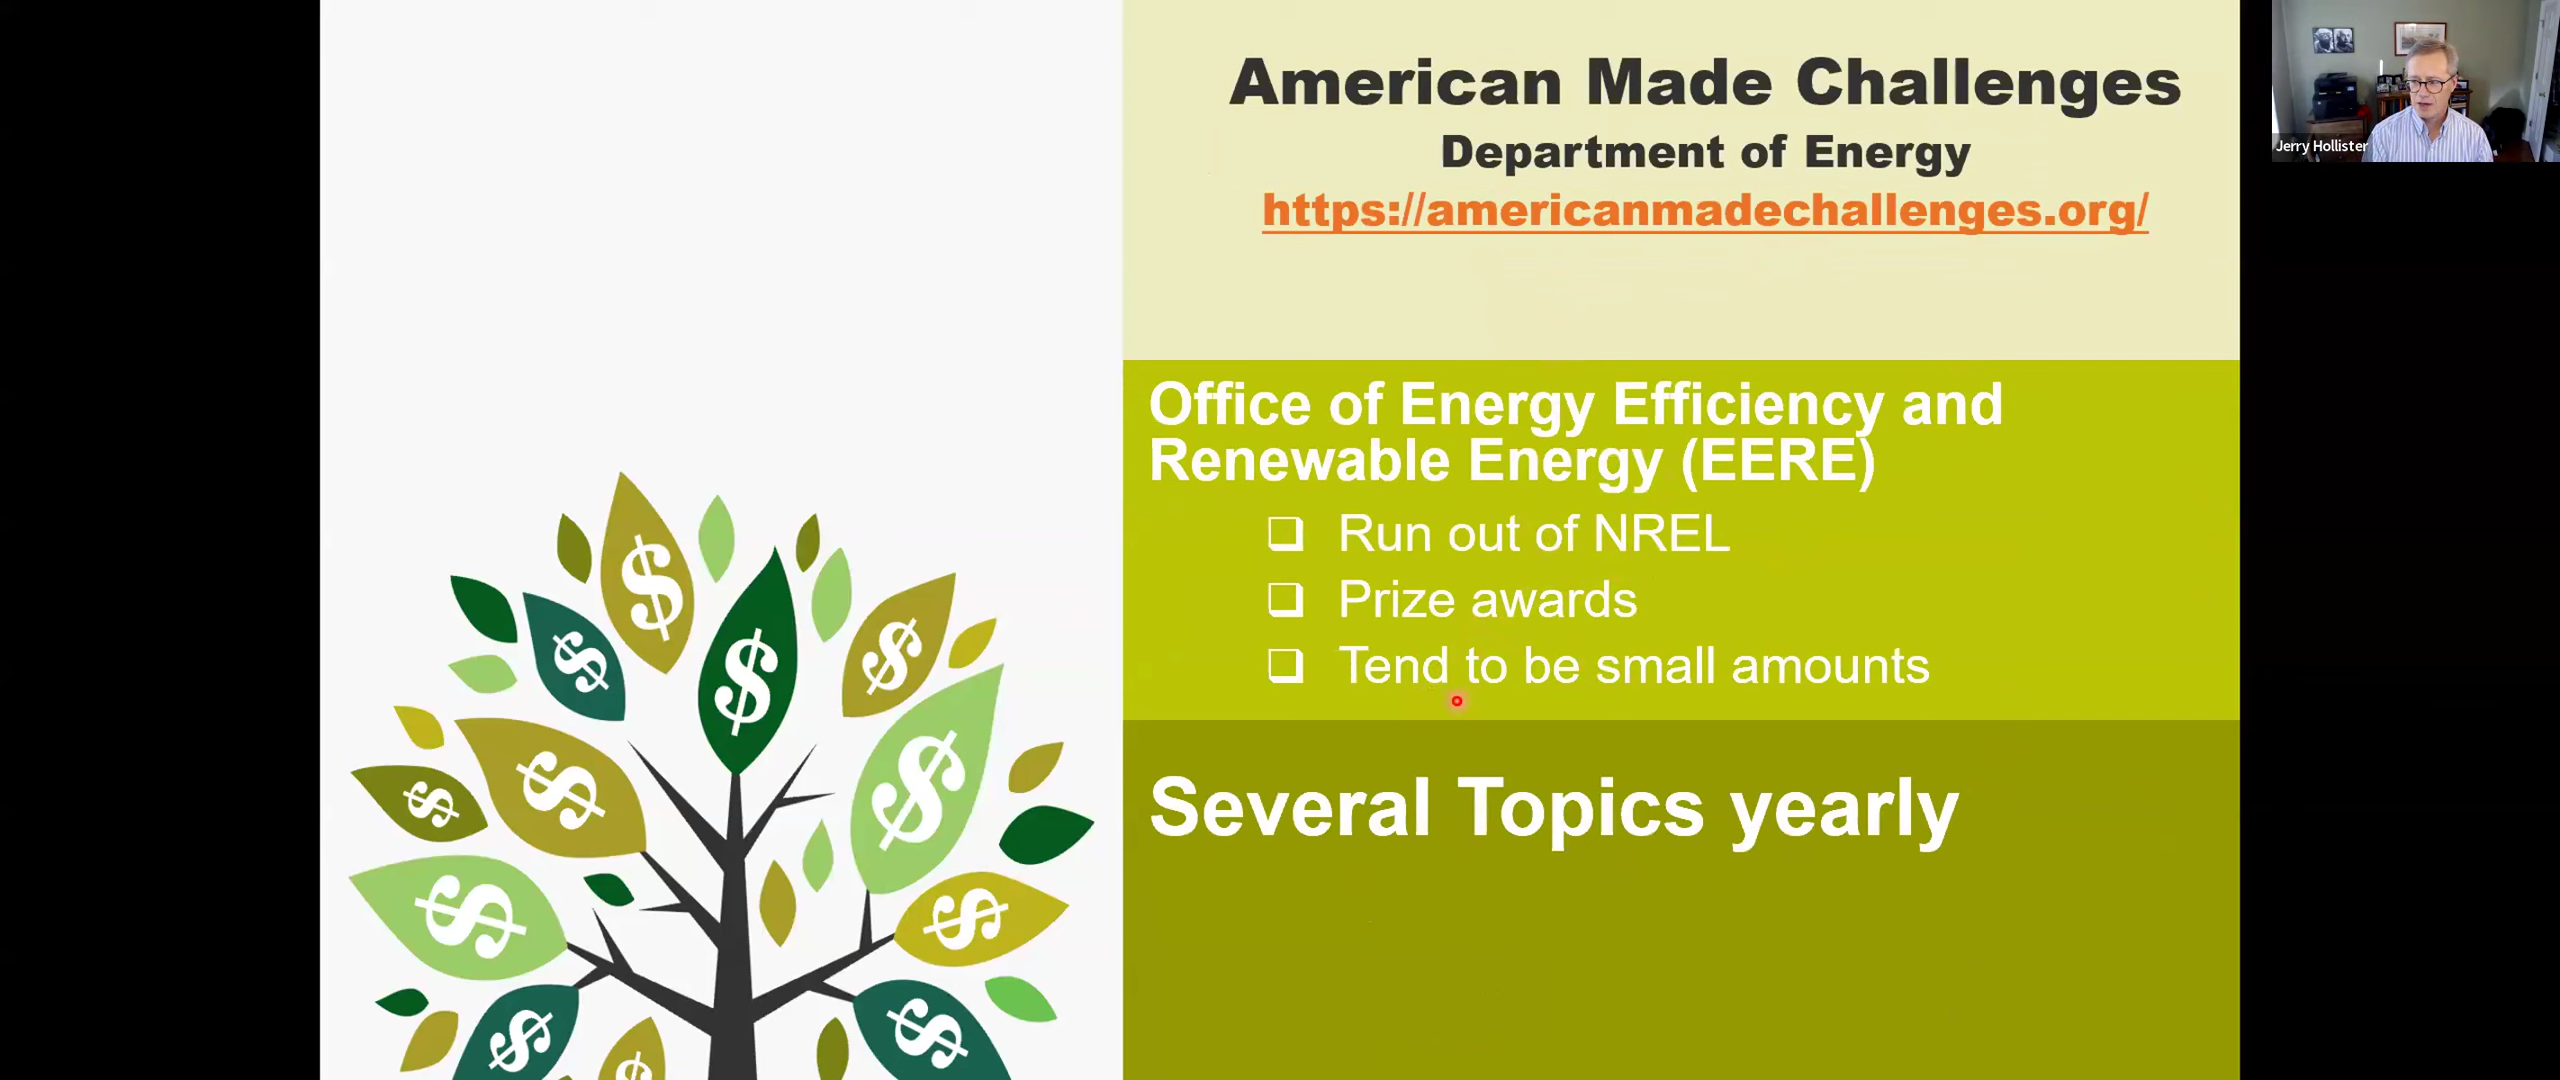 American Made Challenges
Department of Energy
https://americanmadechallenges.org/
Office of Energy Efficiency and
Renewable Energy (EERE)
❑ Run out of NREL
❑ Prize awards
❑ Tend to be small amounts
Several Topics yearly
$
$
$
$
$
$
$
$
$
$
$
$
Jerry Hollister